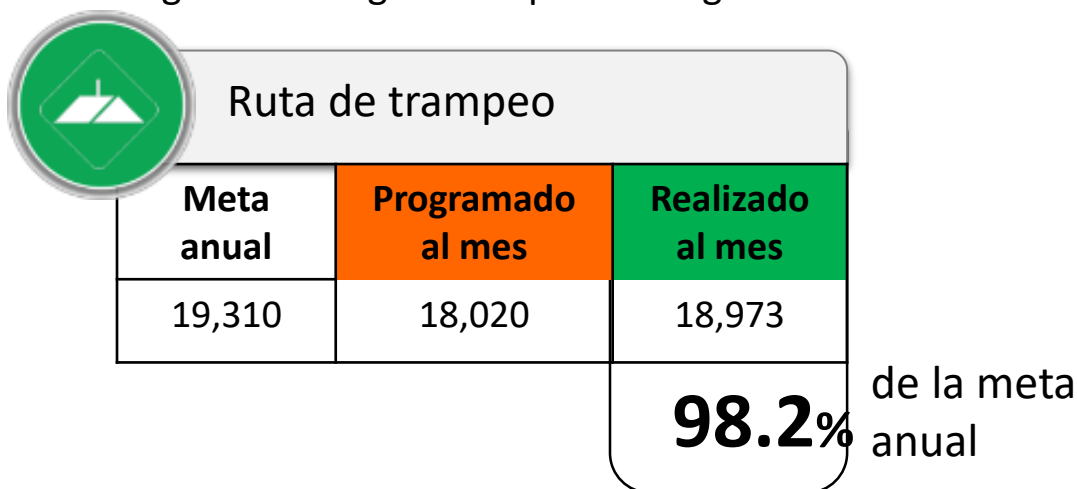 Ruta de trampeo
Meta anual
Programado al mes
Realizado al mes
19,310
18,020
18,973
98.2%
de la meta
anual